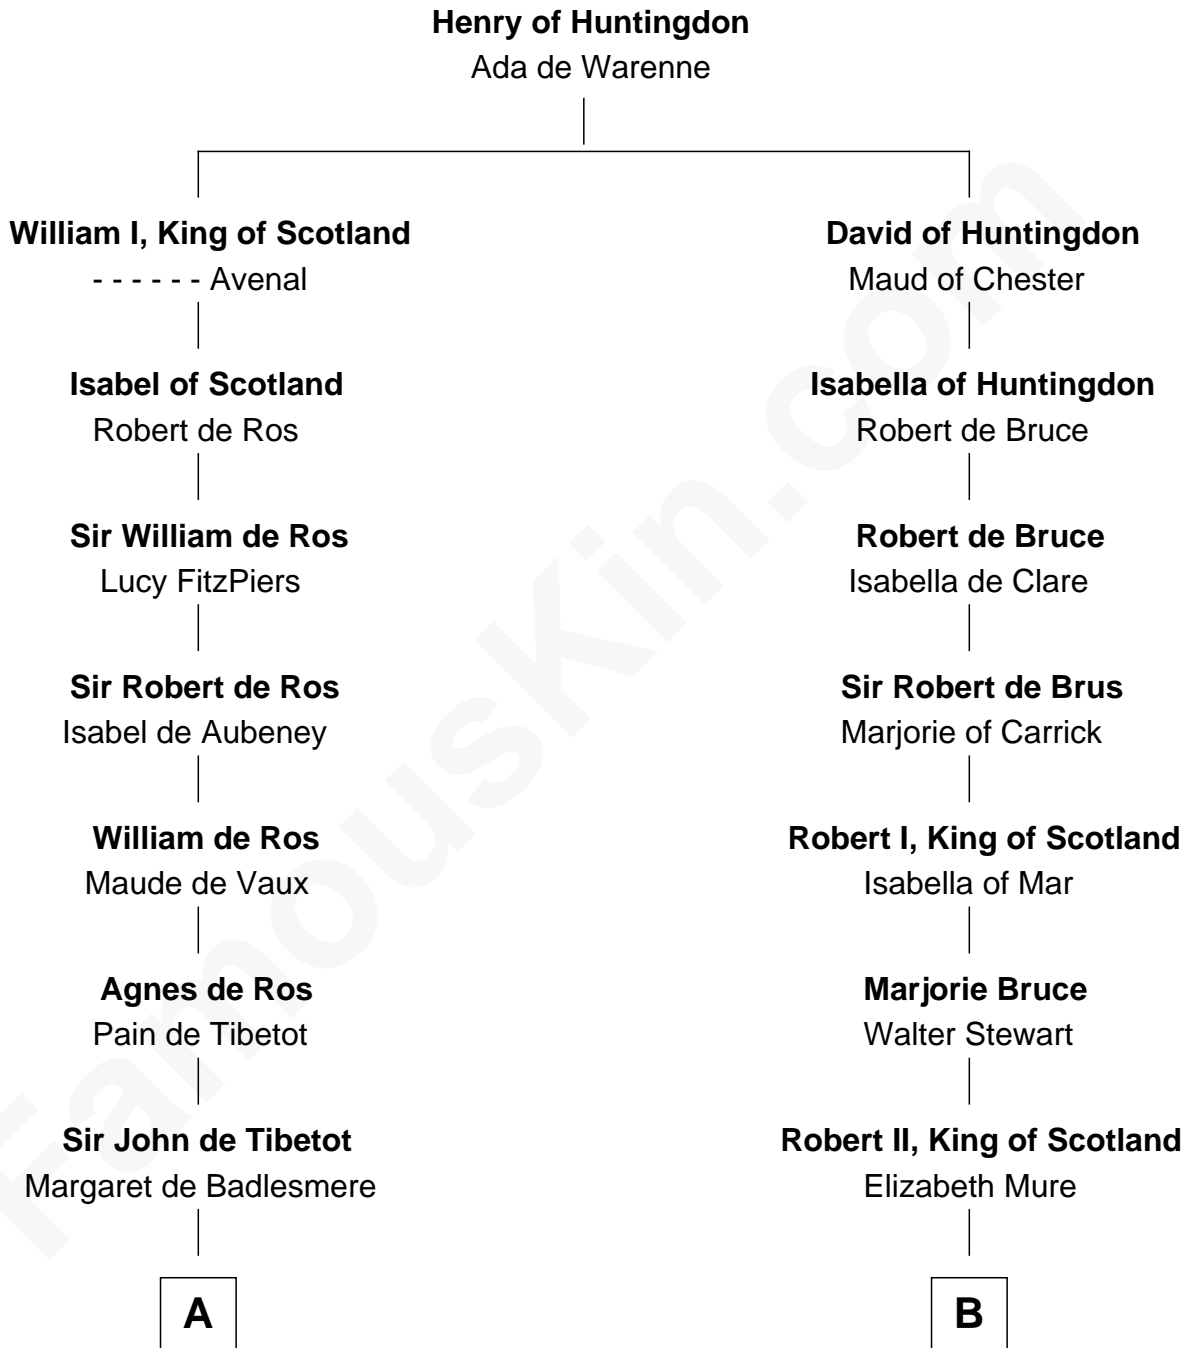 Henry of Huntingdon
Ada de Warenne
William I, King of Scotland
- - - - - - Avenal
David of Huntingdon
Maud of Chester
Isabel of Scotland
Robert de Ros
Isabella of Huntingdon
Robert de Bruce
Sir William de Ros
Lucy FitzPiers
Robert de Bruce
Isabella de Clare
Sir Robert de Ros
Isabel de Aubeney
Sir Robert de Brus
Marjorie of Carrick
William de Ros
Maude de Vaux
Robert I, King of Scotland
Isabella of Mar
Agnes de Ros
Pain de Tibetot
Marjorie Bruce
Walter Stewart
Sir John de Tibetot
Margaret de Badlesmere
Robert II, King of Scotland
Elizabeth Mure
A
B
FamousKin.com